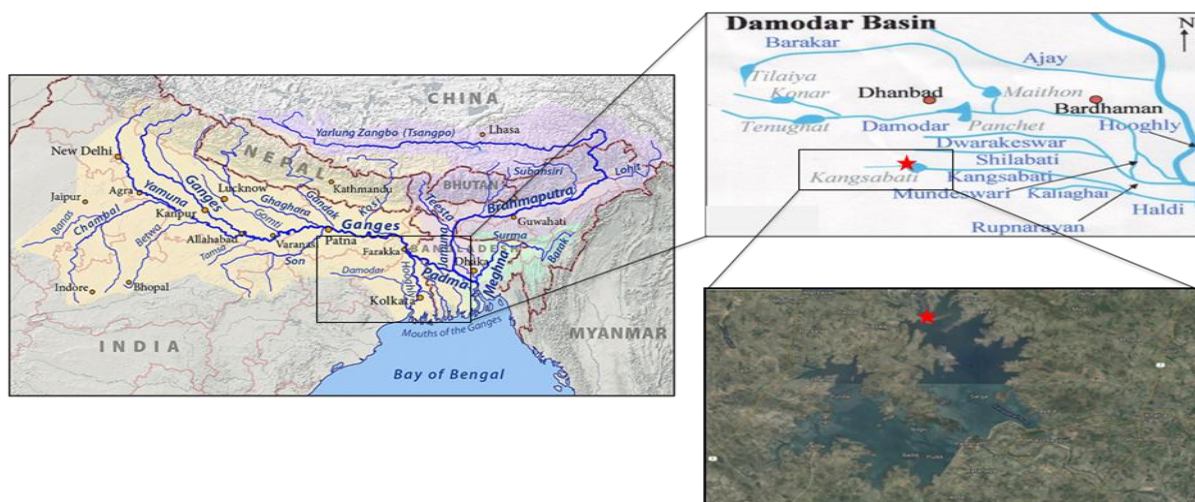 CHINA
Yarlung Zangbo (Tsangpo)
Lhasa
New Delhi
NEPAL
Subansiri
Lohit
Agra
Lucknow
Kathmandu
BHUTAN
Jaipur
Yamuna
Ganges
Ghaghara
Gandak
Kosi
Teesta
Brahmaputra
Banas
Chambal
Kanpur
Gomti
Guwahati
Betwa
Allahabad
Varanasi
Patna
Ganges
Jamuna
Surma
Barak
Tamsa
Son
Farakka
BANGLADESH
Dhaka
Indore
Bhopal
Damodar
Hooghly
Padma
Meghna
Kolkata
INDIA
Mouths of the Ganges
MYANMAR
Bay of Bengal
Damodar Basin
N
Barakar
Ajay
Tilaiya
Konar
Dhanbad
Maithon
Bardhaman
Tenughat
Damodar
Panchet
Hooghly
Dwarakeswar
Shilabati
Kangsabati
Kangsabati
Mundeswari
Kaliaghai
Haldi
Rupnarayan